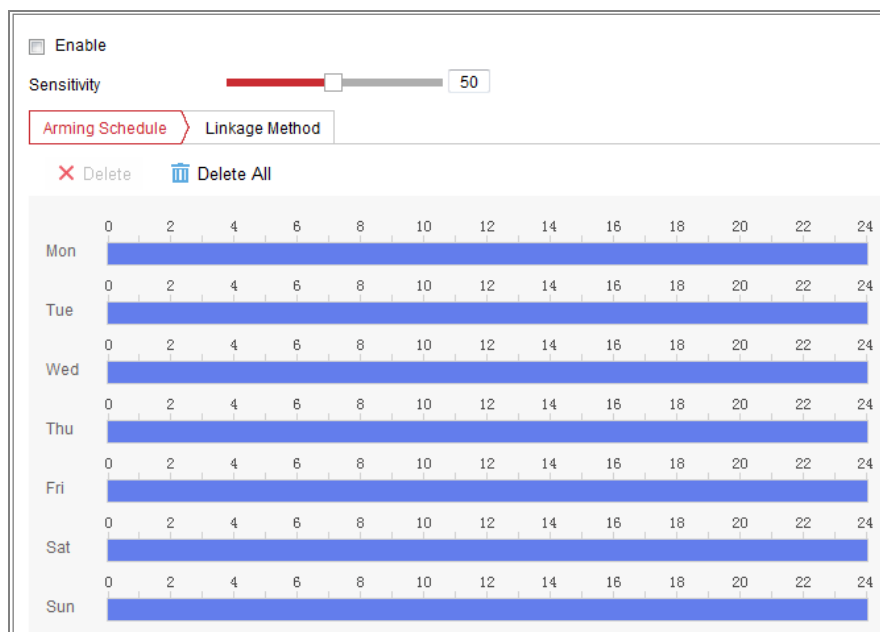 Enable
Sensitivity 50
Arming Schedule Linkage Method
Delete Delete All
0 2 4 6 8 10 12 14 16 18 20 22 24
Mon
0 2 4 6 8 10 12 14 16 18 20 22 24
Tue
0 2 4 6 8 10 12 14 16 18 20 22 24
Wed
0 2 4 6 8 10 12 14 16 18 20 22 24
Thu
0 2 4 6 8 10 12 14 16 18 20 22 24
Fri
0 2 4 6 8 10 12 14 16 18 20 22 24
Sat
0 2 4 6 8 10 12 14 16 18 20 22 24
Sun